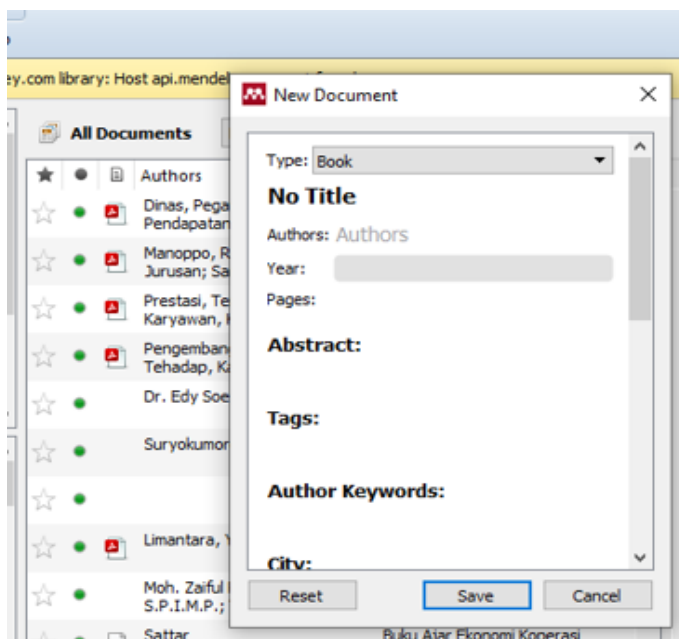 .com library: Host api.mendel
New Document
All Documents
Type: Book
No Title
Authors
Authors: Authors
Dinas, Pega
Pendapatan
Year:
Manoppo, R
Jurusan; Sa
Pages:
Prestasi, Te
Karyawan,
Abstract:
Pengemban
Tehadap, Ka
Dr. Edy Soe
Tags:
Suryokumor
Author Keywords:
Limantara,
City:
Moh. Zaiful
S.P.I.M.P.;
Reset Save Cancel
Sattar
Buku Ajar Ekonomi Koperasi